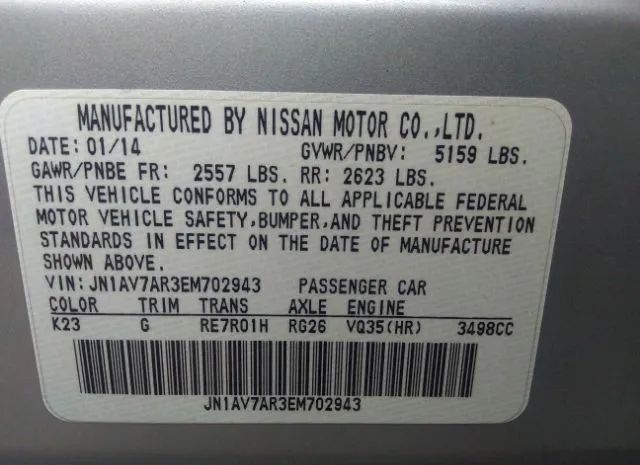 MANUFACTURED BY NISSAN MOTOR CO.,LTD.
DATE: 01/14 GVWR/PNBV: 5159 LBS.
GAWR/PNBE FR: 2557 LBS. RR: 2623 LBS.
THIS VEHICLE CONFORMS TO ALL APPLICABLE FEDERAL
MOTOR VEHICLE SAFETY,BUMPER,AND THEFT PREVENTION
STANDARDS IN EFFECT ON THE DATE OF MANUFACTURE
SHOWN ABOVE.
VIN:JN1AV7AR3EM702943 PASSENGER CAR
COLOR TRIM TRANS AXLE ENGINE
K23 G RE7R01H RG26 VQ35(HR) 3498CC
JN1AV7AR3EM702943